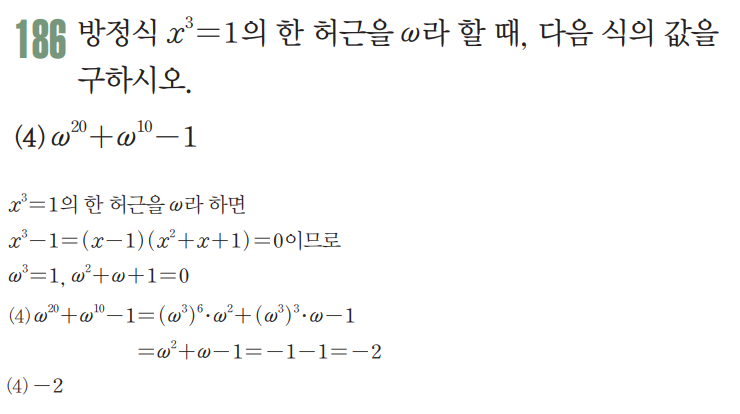 186 방정식 x³=1의 한 허근을 ω라 할 때, 다음 식의 값을
구하시오.
(4) ω²⁰+ω¹⁰−1
x³=1의 한 허근을 ω라 하면
x³−1=(x−1)(x²+x+1)=0이므로
ω³=1, ω²+ω+1=0
(4) ω²⁰+ω¹⁰−1=(ω³)⁶·ω²+(ω³)³·ω−1
=ω²+ω−1=−1−1=−2
(4) −2